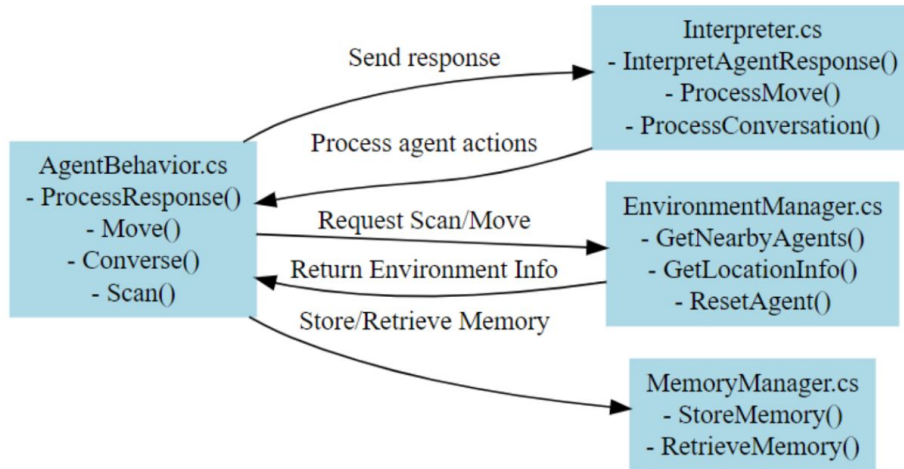 Interpreter.cs
- InterpretAgentResponse()
- ProcessMove()
- ProcessConversation()
Send response
Process agent actions
AgentBehavior.cs
- ProcessResponse()
- Move()
- Converse()
- Scan()
Request Scan/Move
Return Environment Info
Store/Retrieve Memory
EnvironmentManager.cs
- GetNearbyAgents()
- GetLocationInfo()
- ResetAgent()
MemoryManager.cs
- StoreMemory()
- RetrieveMemory()